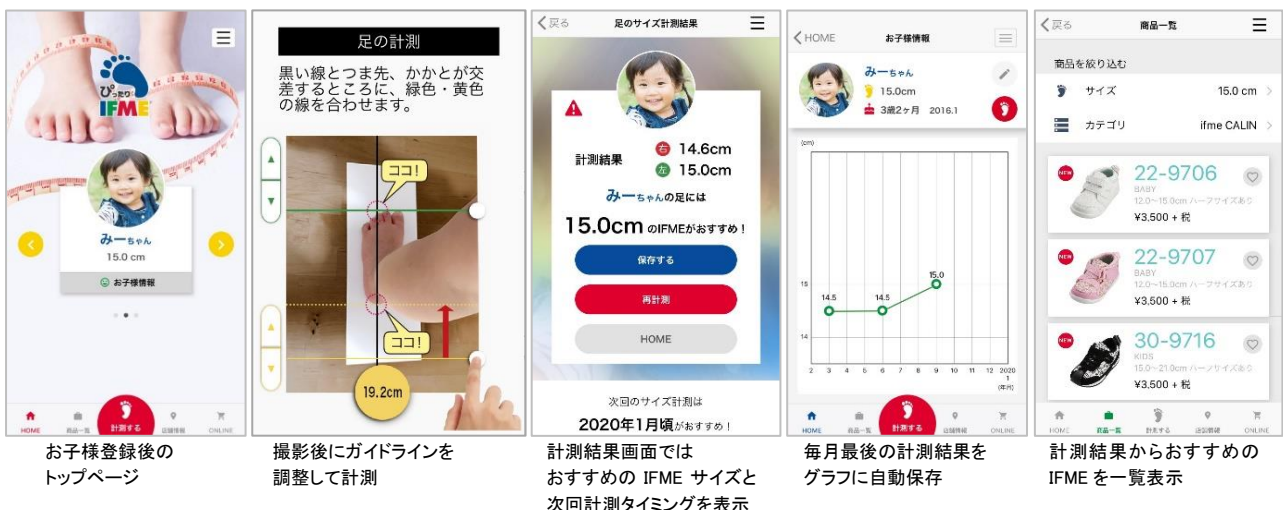 ぴったり
IFME
みーちゃん
15.0 cm
お子様情報
HOME
商品一覧
計測する
店舗情報
ONLINE
お子様登録後の
トップページ
足の計測
黒い線とつま先、かかとが交
差するところに、緑色・黄色
の線を合わせます。
ココ!
ココ!
19.2cm
撮影後にガイドラインを
調整して計測
戻る
足のサイズ計測結果
計測結果
右 14.6cm
左 15.0cm
みーちゃんの足には
15.0cm のIFMEがおすすめ!
保存する
再計測
HOME
次回のサイズ計測は
2020年1月頃がおすすめ!
計測結果画面では
おすすめの IFME サイズと
次回計測タイミングを表示
HOME
お子様情報
みーちゃん
15.0cm
3歳2ヶ月 2016.1
(cm)
15.0
15
14.5
14.5
14
2 3 4 5 6 7 8 9 10 11 12 2020
1
(年月)
HOME
商品一覧
計測する
店舗情報
ONLINE
毎月最後の計測結果を
グラフに自動保存
戻る
商品一覧
商品を絞り込む
サイズ 15.0 cm
カテゴリ ifme CALIN
NEW
22-9706
BABY
12.0~15.0cm ハーフサイズあり
¥3.500 + 税
NEW
22-9707
BABY
12.0~15.0cm ハーフサイズあり
¥3.500 + 税
NEW
30-9716
KIDS
15.0~21.0cm ハーフサイズあり
¥3.500 + 税
HOME
商品一覧
計測する
店舗情報
ONLINE
計測結果からおすすめの
IFME を一覧表示